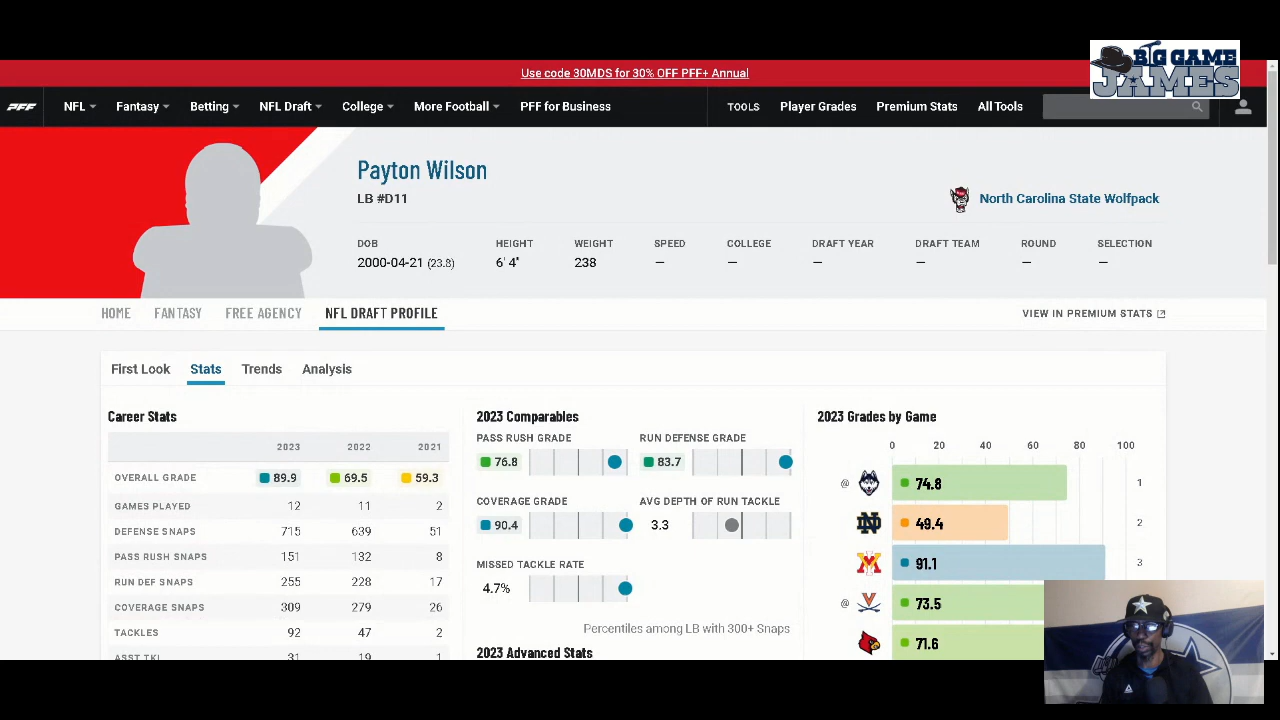 Use code 30MDS for 30% OFF PFF+ Annual
BIG GAME
JAMES
PFF NFL Fantasy Betting NFL Draft College More Football PFF for Business TOOLS Player Grades Premium Stats All Tools
Payton Wilson
LB #D11
North Carolina State Wolfpack
DOB HEIGHT WEIGHT SPEED COLLEGE DRAFT YEAR DRAFT TEAM ROUND SELECTION
2000-04-21 (23.8) 6' 4" 238 — — — — — —
HOME FANTASY FREE AGENCY NFL DRAFT PROFILE VIEW IN PREMIUM STATS
First Look Stats Trends Analysis
Career Stats
2023 2022 2021
OVERALL GRADE 89.9 69.5 59.3
GAMES PLAYED 12 11 2
DEFENSE SNAPS 715 639 51
PASS RUSH SNAPS 151 132 8
RUN DEF SNAPS 255 228 17
COVERAGE SNAPS 309 279 26
TACKLES 92 47 2
ASST TKL 31 19 1
2023 Comparables
PASS RUSH GRADE RUN DEFENSE GRADE
76.8 83.7
COVERAGE GRADE AVG DEPTH OF RUN TACKLE
90.4 3.3
MISSED TACKLE RATE
4.7%
Percentiles among LB with 300+ Snaps
2023 Advanced Stats
2023 Grades by Game
0 20 40 60 80 100
@ 74.8 1
ND 49.4 2
91.1 3
@ V 73.5
71.6